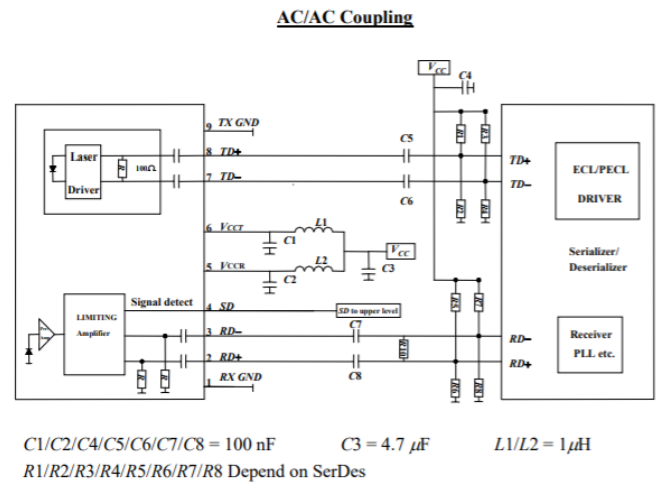 AC/AC Coupling
VCC
C4
9 TX GND
C5
Laser
Driver
R
100Ω
8 TD+
7 TD−
C6
TD+
TD−
ECL/PECL
DRIVER
6 VCCT
C1
L1
VCC
C3
5 VCCR
C2
L2
Serializer/
Deserializer
Signal detect
4 SD
SD to upper level
LIMITING
Amplifier
3 RD−
C7
R10
RD−
Receiver
PLL etc.
R
R
2 RD+
C8
RD+
1 RX GND
C1/C2/C4/C5/C6/C7/C8 = 100 nF
C3 = 4.7 μF
L1/L2 = 1μH
R1/R2/R3/R4/R5/R6/R7/R8 Depend on SerDes